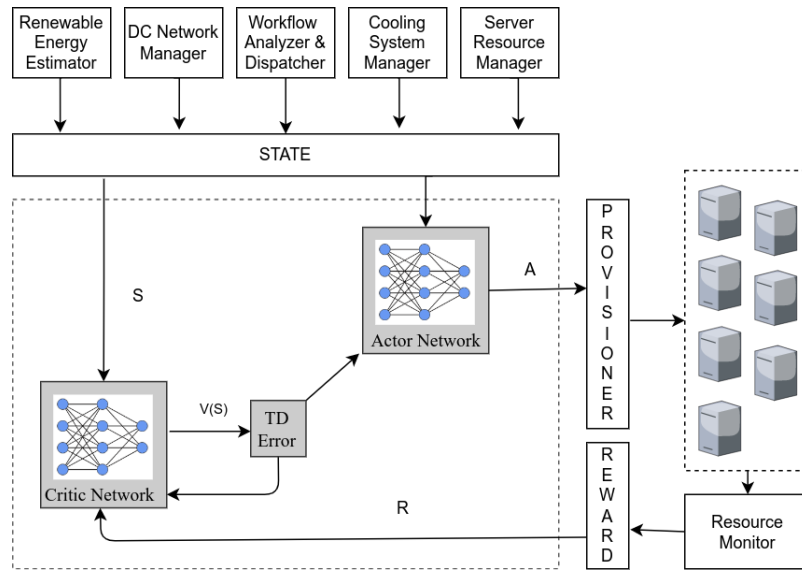 Renewable
Energy
Estimator
DC Network
Manager
Workflow
Analyzer &
Dispatcher
Cooling
System
Manager
Server
Resource
Manager
STATE
S
A
V(S)
R
Actor Network
TD
Error
Critic Network
PROVISIONER
REWARD
Resource
Monitor